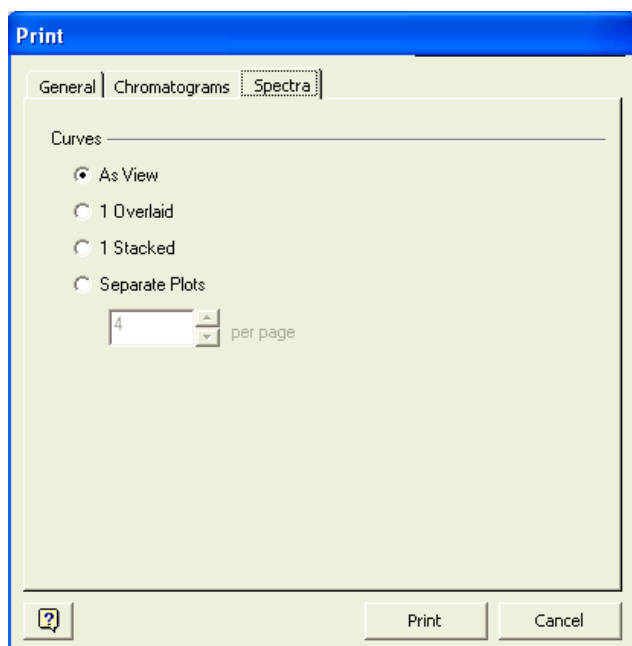 Print
General Chromatograms Spectra
Curves
As View
1 Overlaid
1 Stacked
Separate Plots
4 per page
?
Print Cancel